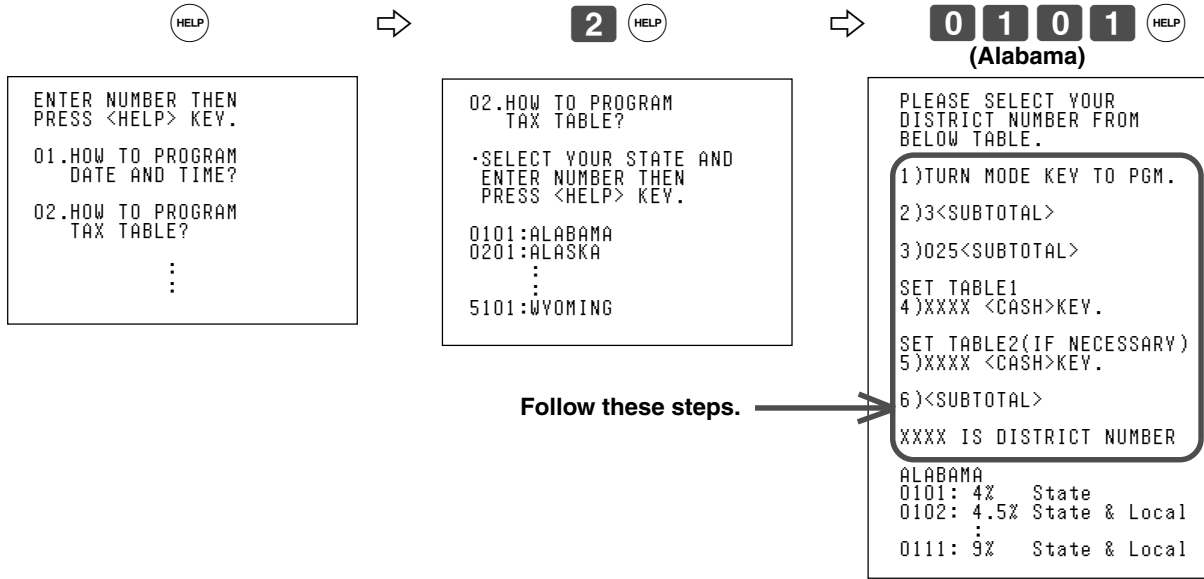 HELP
2 HELP
0 1 0 1 HELP
(Alabama)
ENTER NUMBER THEN
PRESS <HELP> KEY.
01.HOW TO PROGRAM
DATE AND TIME?
02.HOW TO PROGRAM
TAX TABLE?
:
:
02.HOW TO PROGRAM
TAX TABLE?
·SELECT YOUR STATE AND
ENTER NUMBER THEN
PRESS <HELP> KEY.
0101:ALABAMA
0201:ALASKA
:
:
5101:WYOMING
Follow these steps.
PLEASE SELECT YOUR
DISTRICT NUMBER FROM
BELOW TABLE.
1)TURN MODE KEY TO PGM.
2)3<SUBTOTAL>
3)025<SUBTOTAL>
SET TABLE1
4)XXXX <CASH>KEY.
SET TABLE2(IF NECESSARY)
5)XXXX <CASH>KEY.
6)<SUBTOTAL>
XXXX IS DISTRICT NUMBER
ALABAMA
0101: 4% State
0102: 4.5% State & Local
:
0111: 9% State & Local